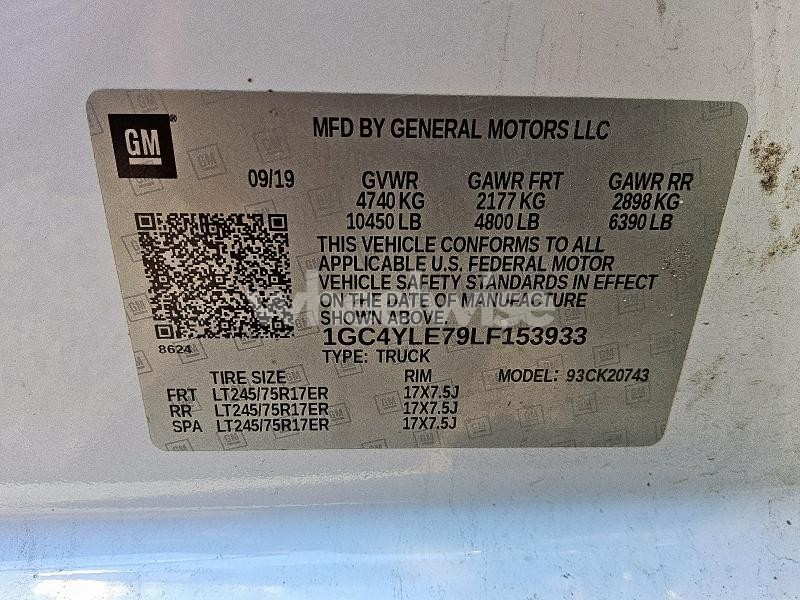 GM
MFD BY GENERAL MOTORS LLC
09/19 GVWR GAWR FRT GAWR RR
4740 KG 2177 KG 2898 KG
10450 LB 4800 LB 6390 LB
THIS VEHICLE CONFORMS TO ALL
APPLICABLE U.S. FEDERAL MOTOR
VEHICLE SAFETY STANDARDS IN EFFECT
ON THE DATE OF MANUFACTURE
SHOWN ABOVE.
8624 1GC4YLE79LF153933
TYPE: TRUCK
TIRE SIZE RIM MODEL: 93CK20743
FRT LT245/75R17ER 17X7.5J
RR LT245/75R17ER 17X7.5J
SPA LT245/75R17ER 17X7.5J